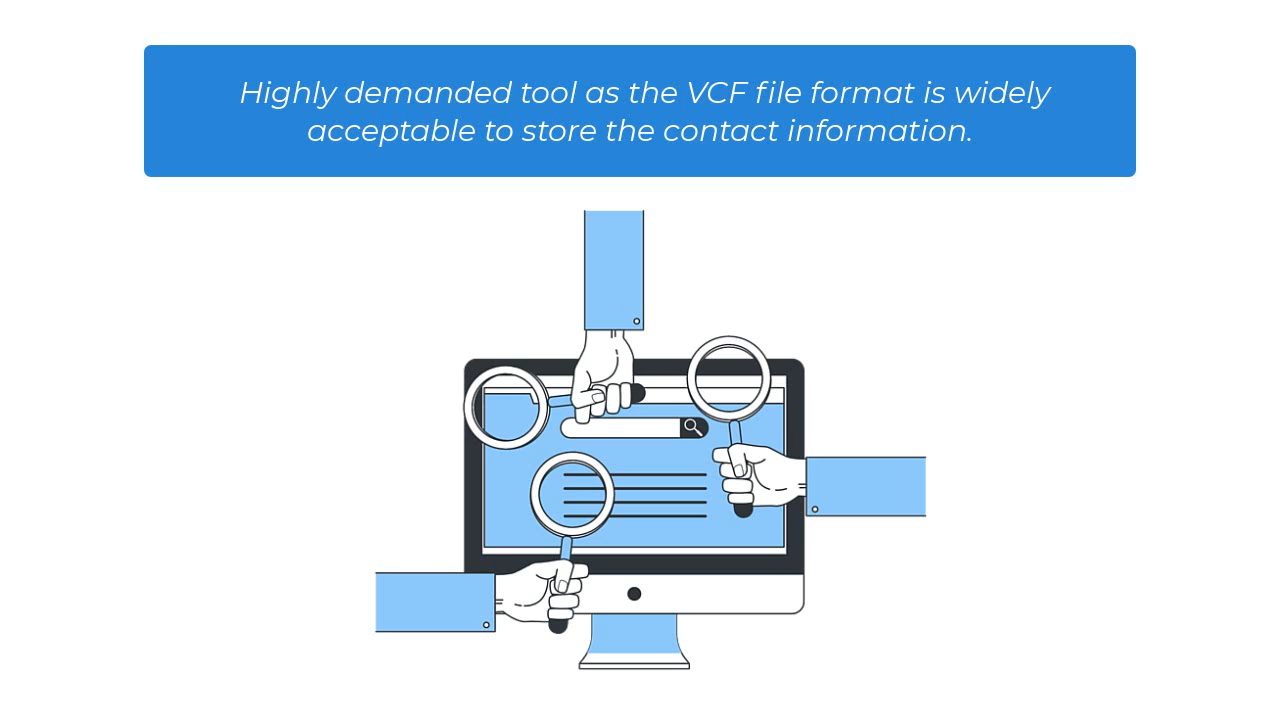 Highly demanded tool as the VCF file format is widely
acceptable to store the contact information.